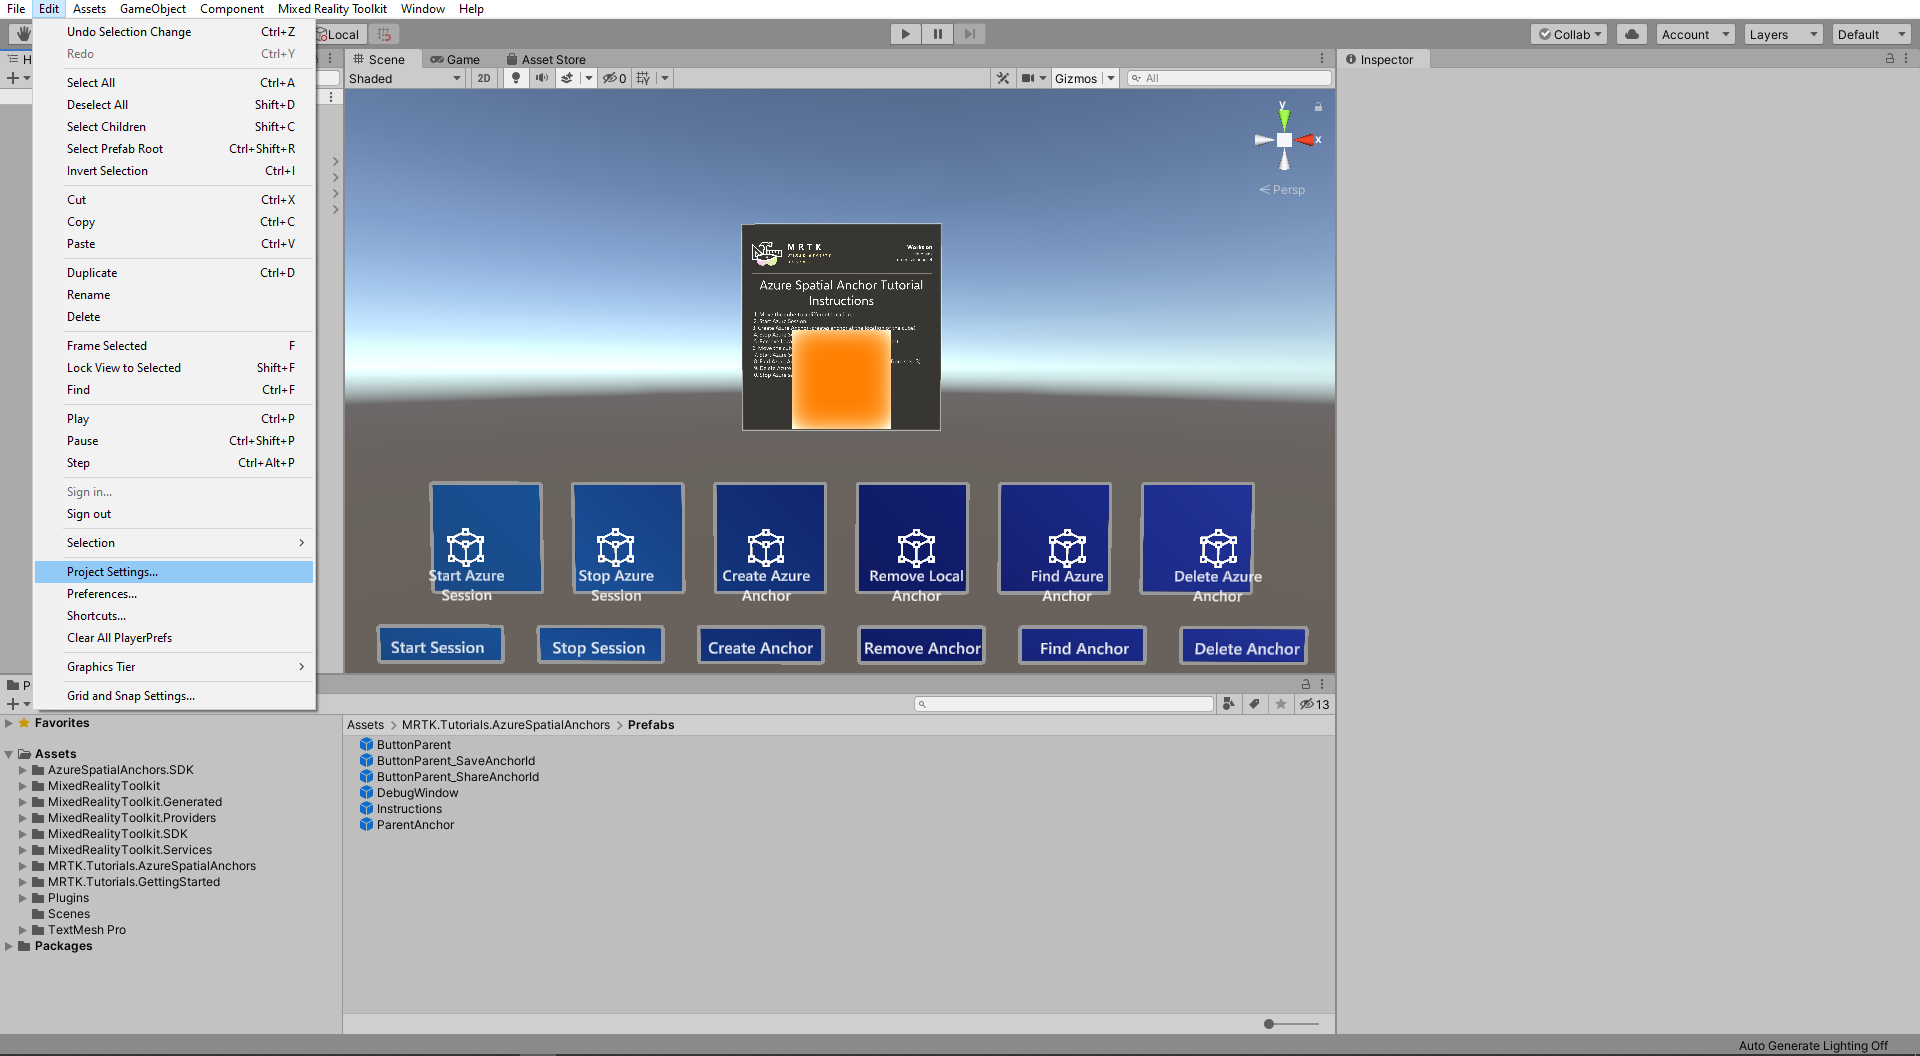 File Edit Assets GameObject Component Mixed Reality Toolkit Window Help
Local
Collab Account Layers Default
Undo Selection Change Ctrl+Z
Redo Ctrl+Y
Select All Ctrl+A
Deselect All Shift+D
Select Children Shift+C
Select Prefab Root Ctrl+Shift+R
Invert Selection Ctrl+I
Cut Ctrl+X
Copy Ctrl+C
Paste Ctrl+V
Duplicate Ctrl+D
Rename
Delete
Frame Selected F
Lock View to Selected Shift+F
Find Ctrl+F
Play Ctrl+P
Pause Ctrl+Shift+P
Step Ctrl+Alt+P
Sign in...
Sign out
Selection
Project Settings...
Preferences...
Shortcuts...
Clear All PlayerPrefs
Graphics Tier
Grid and Snap Settings...
Scene Game Asset Store
Shaded 2D 0 Gizmos All
y
x
Persp
MRTK
Works on
Azure Spatial Anchor Tutorial
Instructions
Start Azure
Session
Stop Azure
Session
Create Azure
Anchor
Remove Local
Anchor
Find Azure
Anchor
Delete Azure
Anchor
Start Session
Stop Session
Create Anchor
Remove Anchor
Find Anchor
Delete Anchor
Inspector
13
Favorites
Assets
AzureSpatialAnchors.SDK
MixedRealityToolkit
MixedRealityToolkit.Generated
MixedRealityToolkit.Providers
MixedRealityToolkit.SDK
MixedRealityToolkit.Services
MRTK.Tutorials.AzureSpatialAnchors
MRTK.Tutorials.GettingStarted
Plugins
Scenes
TextMesh Pro
Packages
Assets > MRTK.Tutorials.AzureSpatialAnchors > Prefabs
ButtonParent
ButtonParent_SaveAnchorId
ButtonParent_ShareAnchorId
DebugWindow
Instructions
ParentAnchor
Auto Generate Lighting Off